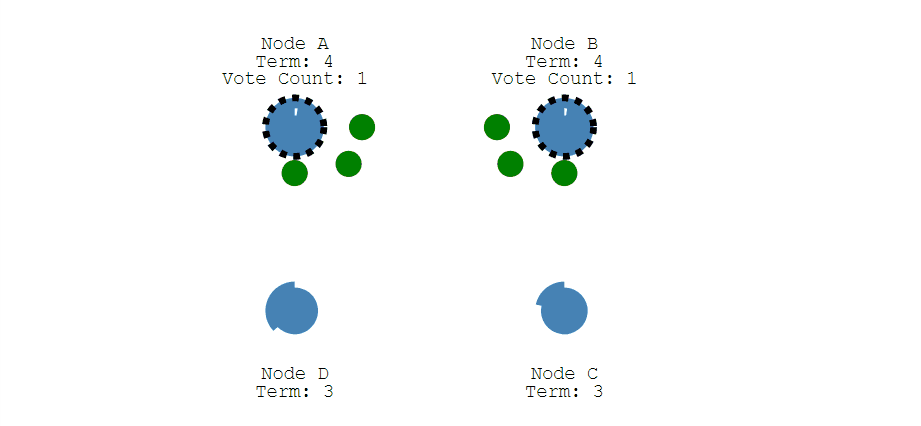 Node A
Term: 4
Vote Count: 1
Node B
Term: 4
Vote Count: 1
Node D
Term: 3
Node C
Term: 3